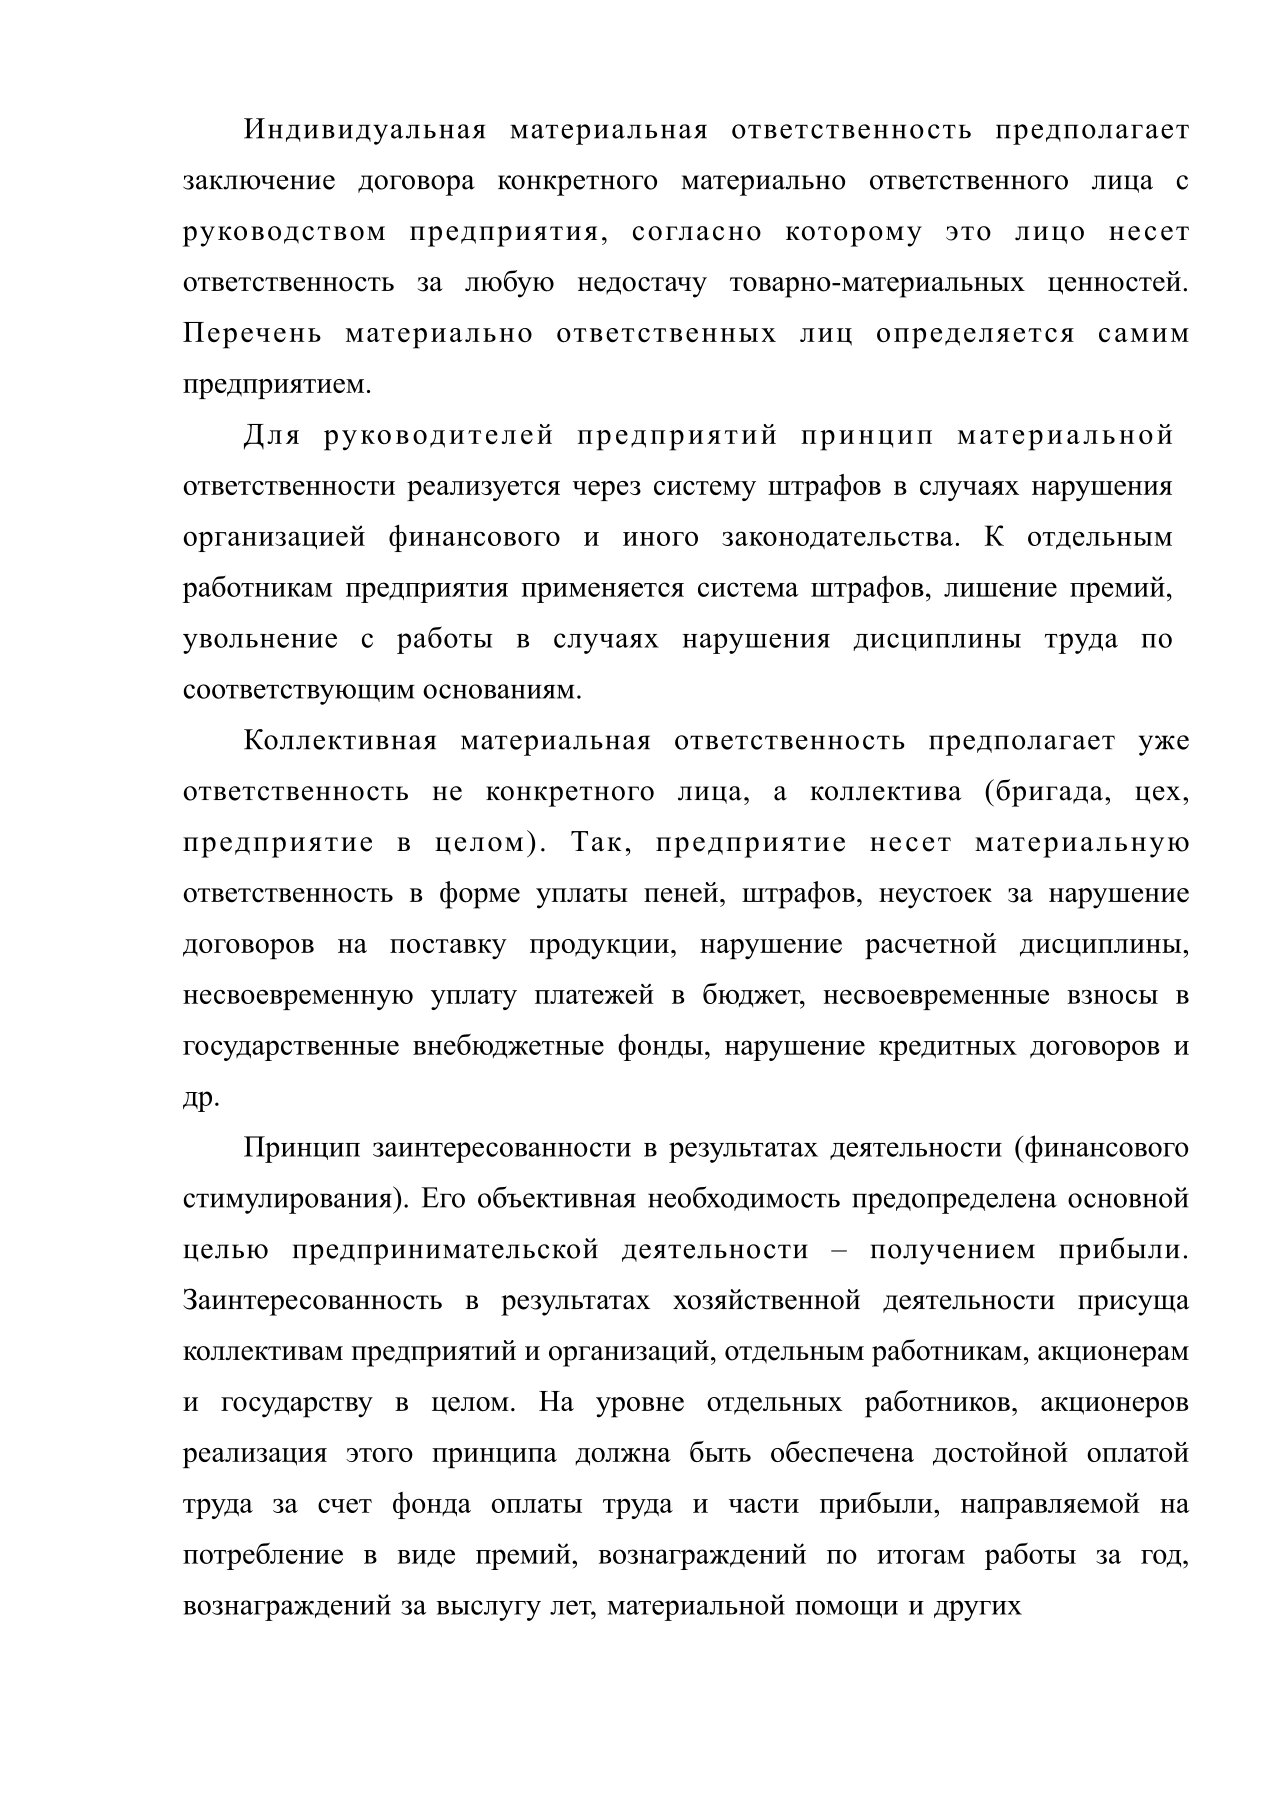 Индивидуальная материальная ответственность предполагает
заключение договора конкретного материально ответственного лица с
руководством предприятия, согласно которому это лицо несет
ответственность за любую недостачу товарно-материальных ценностей.
Перечень материально ответственных лиц определяется самим
предприятием.
Для руководителей предприятий принцип материальной
ответственности реализуется через систему штрафов в случаях нарушения
организацией финансового и иного законодательства. К отдельным
работникам предприятия применяется система штрафов, лишение премий,
увольнение с работы в случаях нарушения дисциплины труда по
соответствующим основаниям.
Коллективная материальная ответственность предполагает уже
ответственность не конкретного лица, а коллектива (бригада, цех,
предприятие в целом). Так, предприятие несет материальную
ответственность в форме уплаты пеней, штрафов, неустоек за нарушение
договоров на поставку продукции, нарушение расчетной дисциплины,
несвоевременную уплату платежей в бюджет, несвоевременные взносы в
государственные внебюджетные фонды, нарушение кредитных договоров и
др.
Принцип заинтересованности в результатах деятельности (финансового
стимулирования). Его объективная необходимость предопределена основной
целью предпринимательской деятельности – получением прибыли.
Заинтересованность в результатах хозяйственной деятельности присуща
коллективам предприятий и организаций, отдельным работникам, акционерам
и государству в целом. На уровне отдельных работников, акционеров
реализация этого принципа должна быть обеспечена достойной оплатой
труда за счет фонда оплаты труда и части прибыли, направляемой на
потребление в виде премий, вознаграждений по итогам работы за год,
вознаграждений за выслугу лет, материальной помощи и других